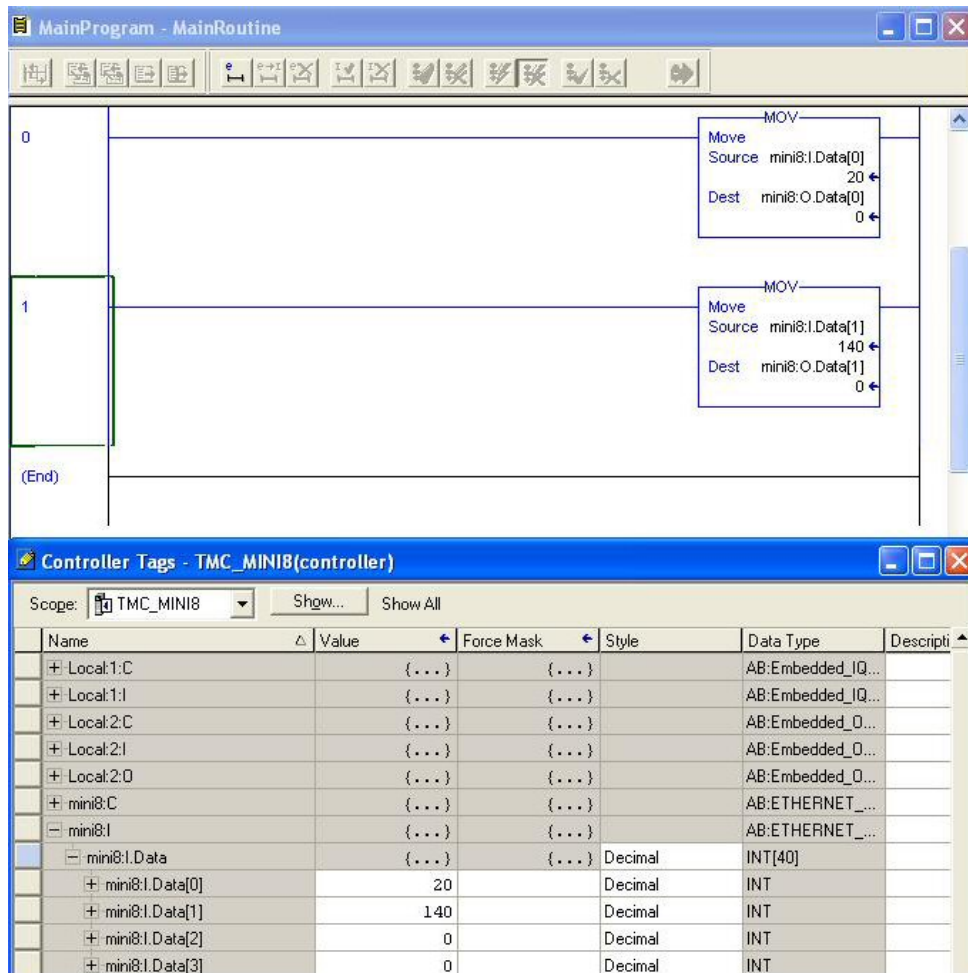 MainProgram - MainRoutine
0
MOV
Move
Source mini8:I.Data[0]
20
Dest mini8:O.Data[0]
0
1
MOV
Move
Source mini8:I.Data[1]
140
Dest mini8:O.Data[1]
0
(End)
Controller Tags - TMC_MINI8(controller)
Scope: TMC_MINI8 Show... Show All
Name Value Force Mask Style Data Type Descripti
Local:1:C {...} {...} AB:Embedded_IQ...
Local:1:I {...} {...} AB:Embedded_IQ...
Local:2:C {...} {...} AB:Embedded_O...
Local:2:I {...} {...} AB:Embedded_O...
Local:2:O {...} {...} AB:Embedded_O...
mini8:C {...} {...} AB:ETHERNET_...
mini8:I {...} {...} AB:ETHERNET_...
mini8:I.Data {...} {...} Decimal INT[40]
mini8:I.Data[0] 20 Decimal INT
mini8:I.Data[1] 140 Decimal INT
mini8:I.Data[2] 0 Decimal INT
mini8:I.Data[3] 0 Decimal INT